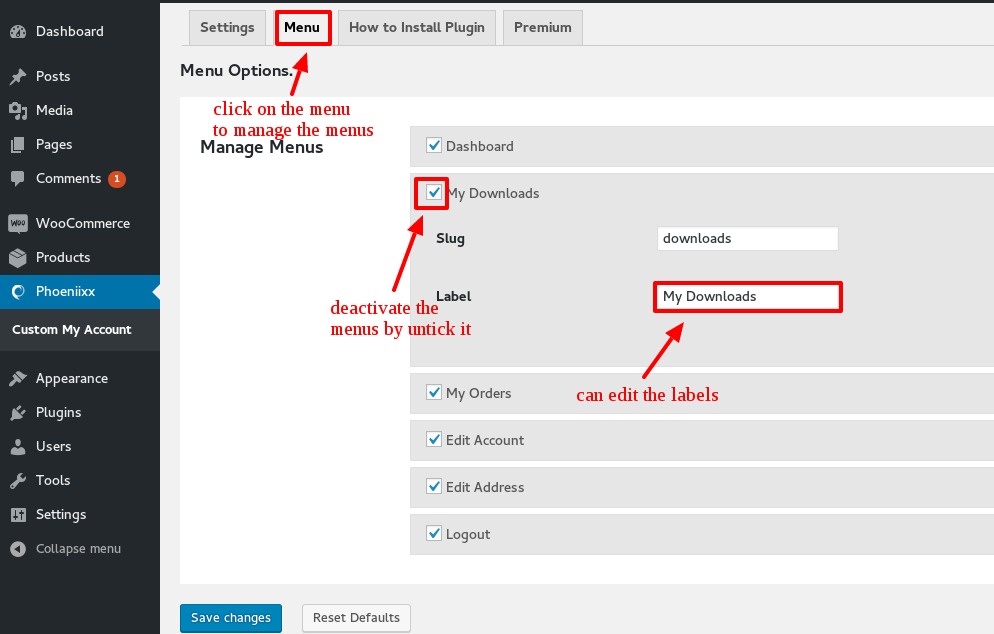 Dashboard
Posts
Media
Pages
Comments 1
WOO WooCommerce
Products
Phoeniixx
Custom My Account
Appearance
Plugins
Users
Tools
Settings
Collapse menu
Settings Menu How to Install Plugin Premium
Menu Options.
click on the menu
to manage the menus
Manage Menus
Dashboard
My Downloads
Slug downloads
Label My Downloads
deactivate the
menus by untick it
can edit the labels
My Orders
Edit Account
Edit Address
Logout
Save changes Reset Defaults